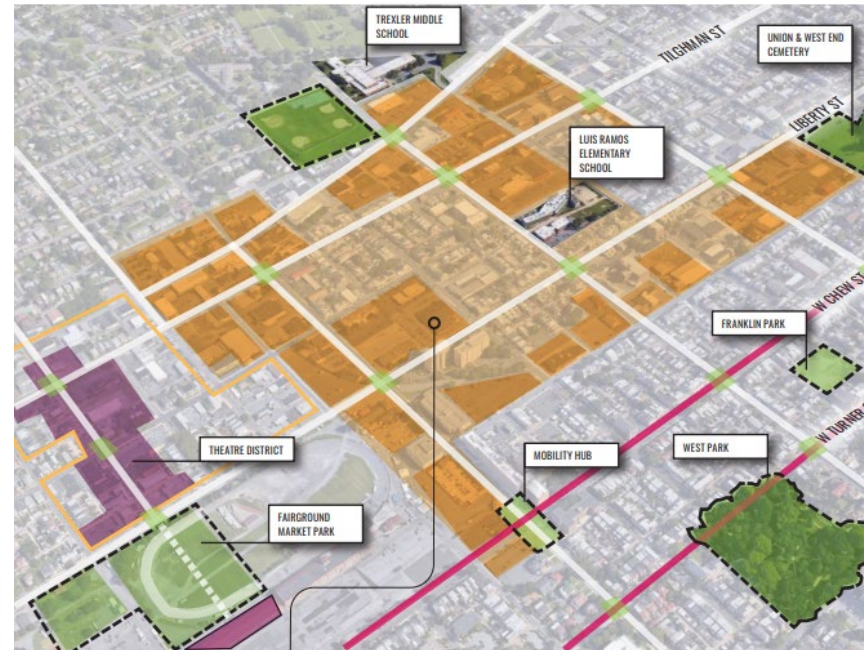 TREXLER MIDDLE
SCHOOL
TILGHMAN ST
UNION & WEST END
CEMETERY
LIBERTY ST
LUIS RAMOS
ELEMENTARY
SCHOOL
W CHEW ST
FRANKLIN PARK
W TURNER
THEATRE DISTRICT
MOBILITY HUB
WEST PARK
FAIRGROUND
MARKET PARK